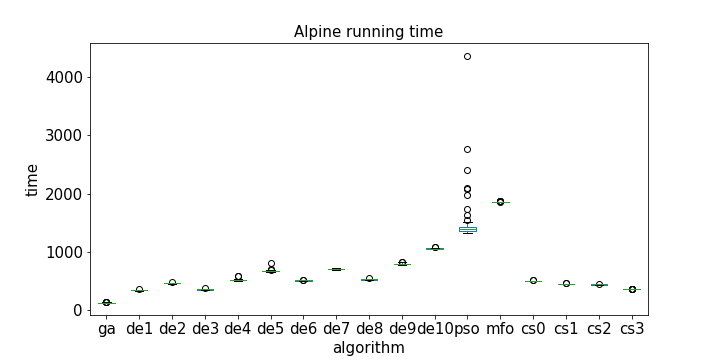 Alpine running time
4000
3000
2000
1000
0
time
ga de1 de2 de3 de4 de5 de6 de7 de8 de9 de10 pso mfo cs0 cs1 cs2 cs3
algorithm